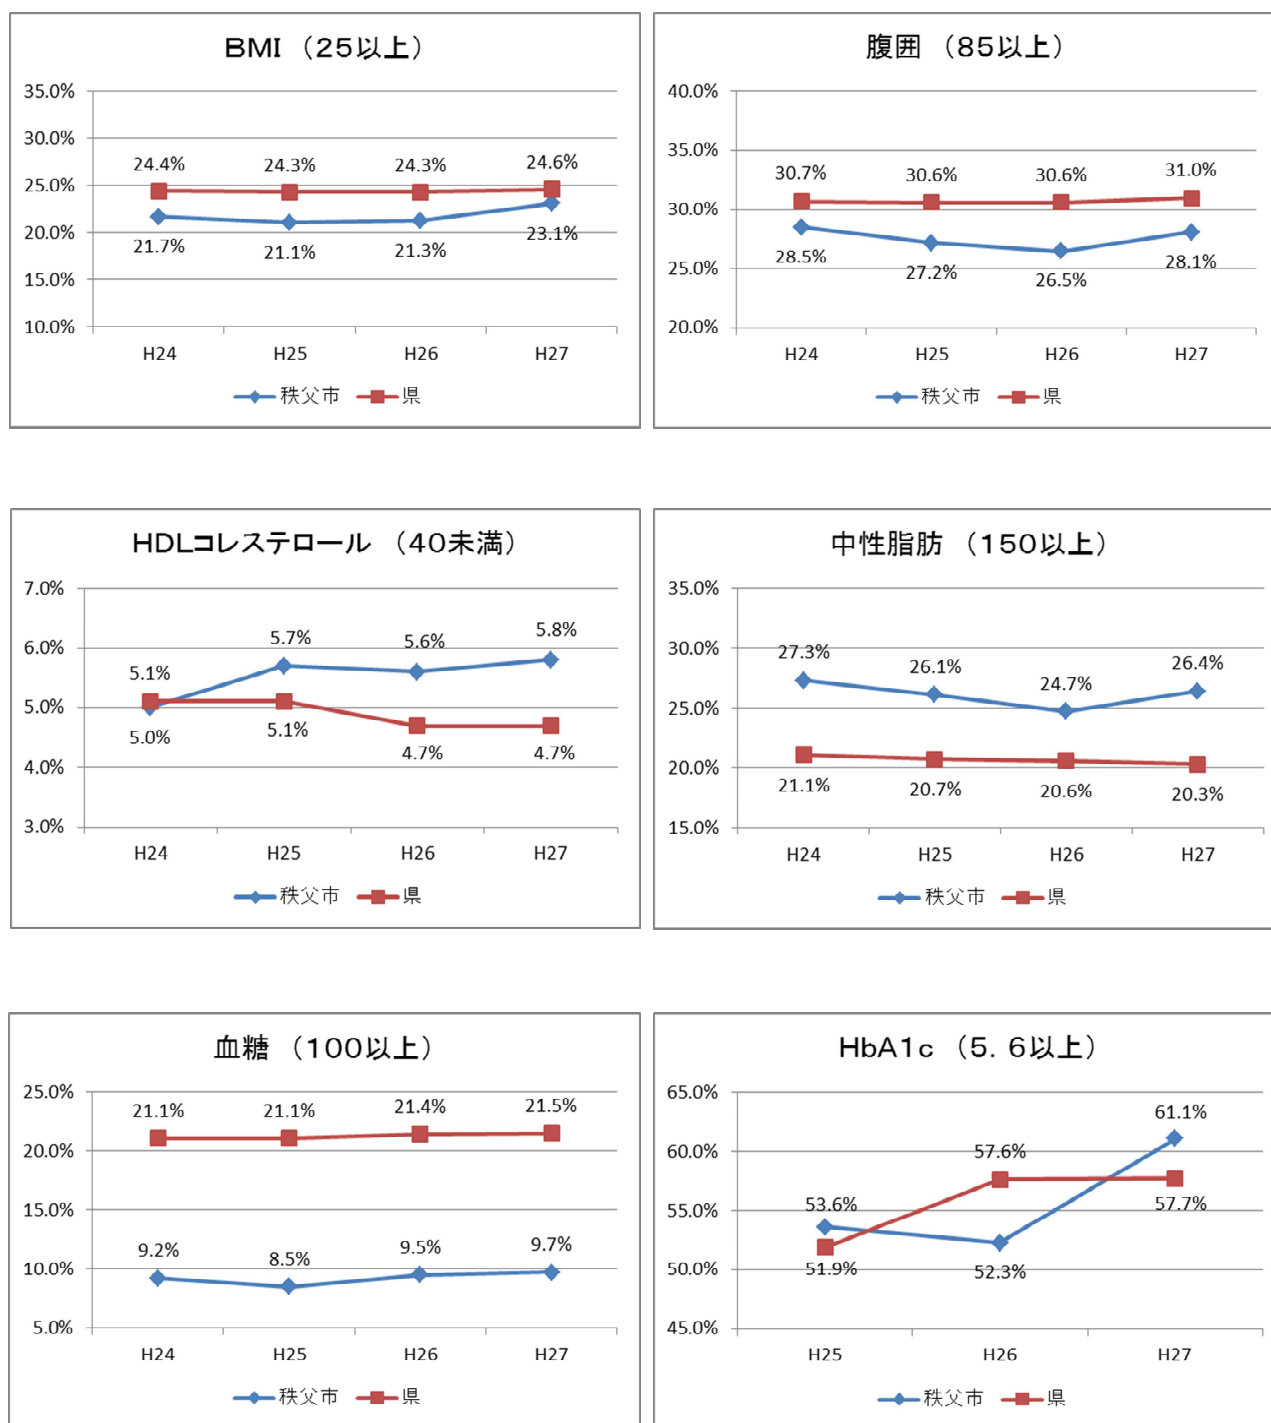 BMI （25以上）
35.0%
30.0%
25.0%
20.0%
15.0%
10.0%
24.4%
24.3%
24.3%
24.6%
21.7%
21.1%
21.3%
23.1%
H24
H25
H26
H27
秩父市
県
腹囲 （85以上）
40.0%
35.0%
30.0%
25.0%
20.0%
30.7%
30.6%
30.6%
31.0%
28.5%
27.2%
26.5%
28.1%
H24
H25
H26
H27
秩父市
県
HDLコレステロール （40未満）
7.0%
6.0%
5.0%
4.0%
3.0%
5.1%
5.7%
5.6%
5.8%
5.0%
5.1%
4.7%
4.7%
H24
H25
H26
H27
秩父市
県
中性脂肪 （150以上）
35.0%
30.0%
25.0%
20.0%
15.0%
27.3%
26.1%
24.7%
26.4%
21.1%
20.7%
20.6%
20.3%
H24
H25
H26
H27
秩父市
県
血糖 （100以上）
25.0%
20.0%
15.0%
10.0%
5.0%
21.1%
21.1%
21.4%
21.5%
9.2%
8.5%
9.5%
9.7%
H24
H25
H26
H27
秩父市
県
HbA1c （5．6以上）
65.0%
60.0%
55.0%
50.0%
45.0%
53.6%
57.6%
61.1%
51.9%
52.3%
57.7%
H25
H26
H27
秩父市
県